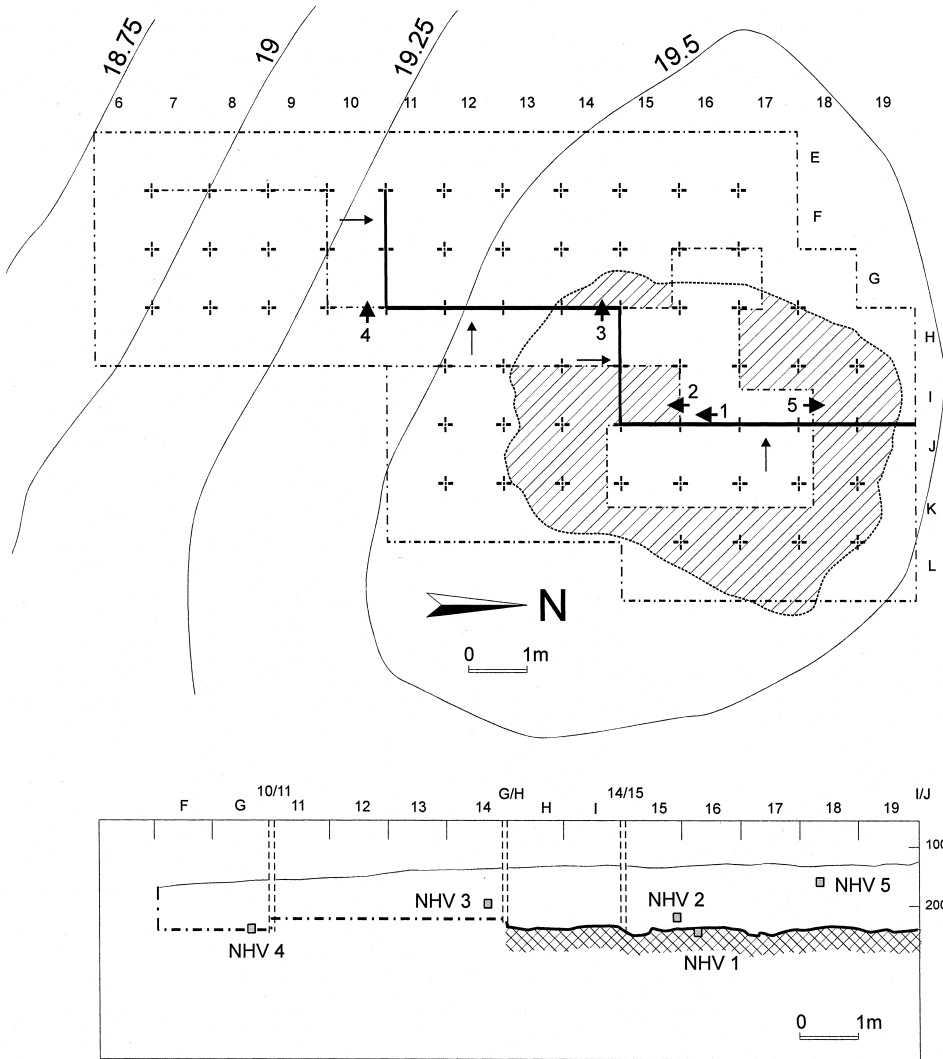 18.75
19
19.25
19.5
6 7 8 9 10 11 12 13 14 15 16 17 18 19
E
F
G
H
I
J
K
L
4
3
2
1
5
N
0 1m
F G 10/11 11 12 13 14 G/H H I 14/15 15 16 17 18 19 I/J
100
200
NHV 5
NHV 3
NHV 2
NHV 4
NHV 1
0 1m